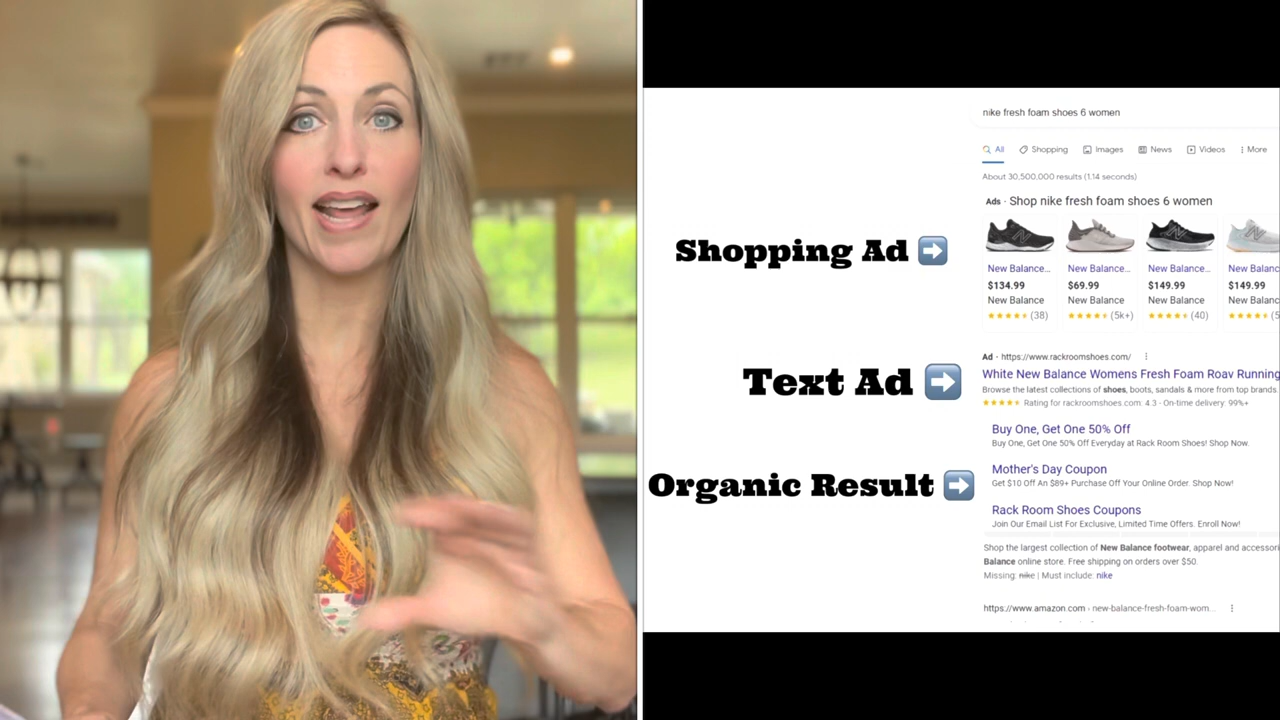 nike fresh foam shoes 6 women
All Shopping Images News Videos More
About 30,500,000 results (1.14 seconds)
Ads · Shop nike fresh foam shoes 6 women
Shopping Ad
New Balance... New Balance... New Balance... New Balanc
$134.99 $69.99 $149.99 $149.99
New Balance New Balance New Balance New Balanc
(38) (5k+) (40) (5
Ad · https://www.rackroomshoes.com/
Text Ad
White New Balance Womens Fresh Foam Roav Running
Browse the latest collections of shoes, boots, sandals & more from top brands.
Rating for rackroomshoes.com: 4.3 · On-time delivery: 99%+
Buy One, Get One 50% Off
Buy One, Get One 50% Off Everyday at Rack Room Shoes! Shop Now.
Mother's Day Coupon
Organic Result
Get $10 Off An $89+ Purchase Off Your Online Order. Shop Now!
Rack Room Shoes Coupons
Join Our Email List For Exclusive, Limited Time Offers. Enroll Now!
Shop the largest collection of New Balance footwear, apparel and accessori
Balance online store. Free shipping on orders over $50.
Missing: nike | Must include: nike
https://www.amazon.com › new-balance-fresh-foam-wom...